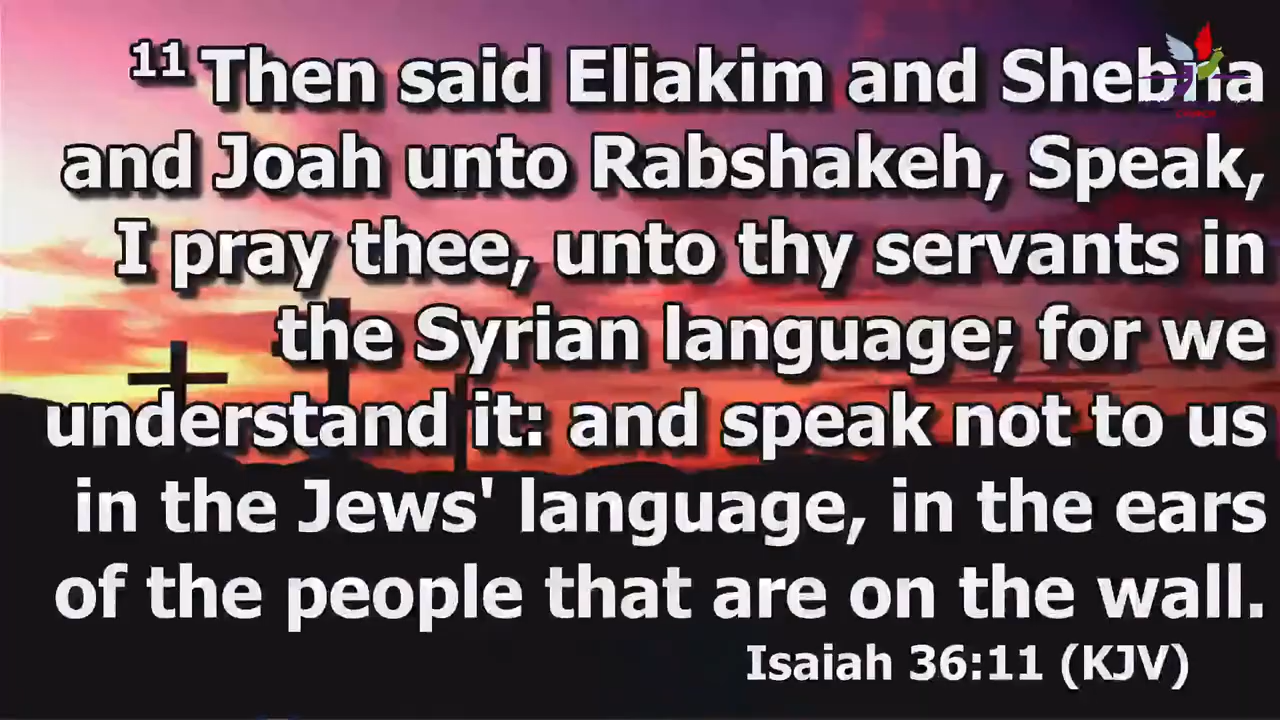 11 Then said Eliakim and Shebna
and Joah unto Rabshakeh, Speak,
I pray thee, unto thy servants in
the Syrian language; for we
understand it: and speak not to us
in the Jews' language, in the ears
of the people that are on the wall.
Isaiah 36:11 (KJV)